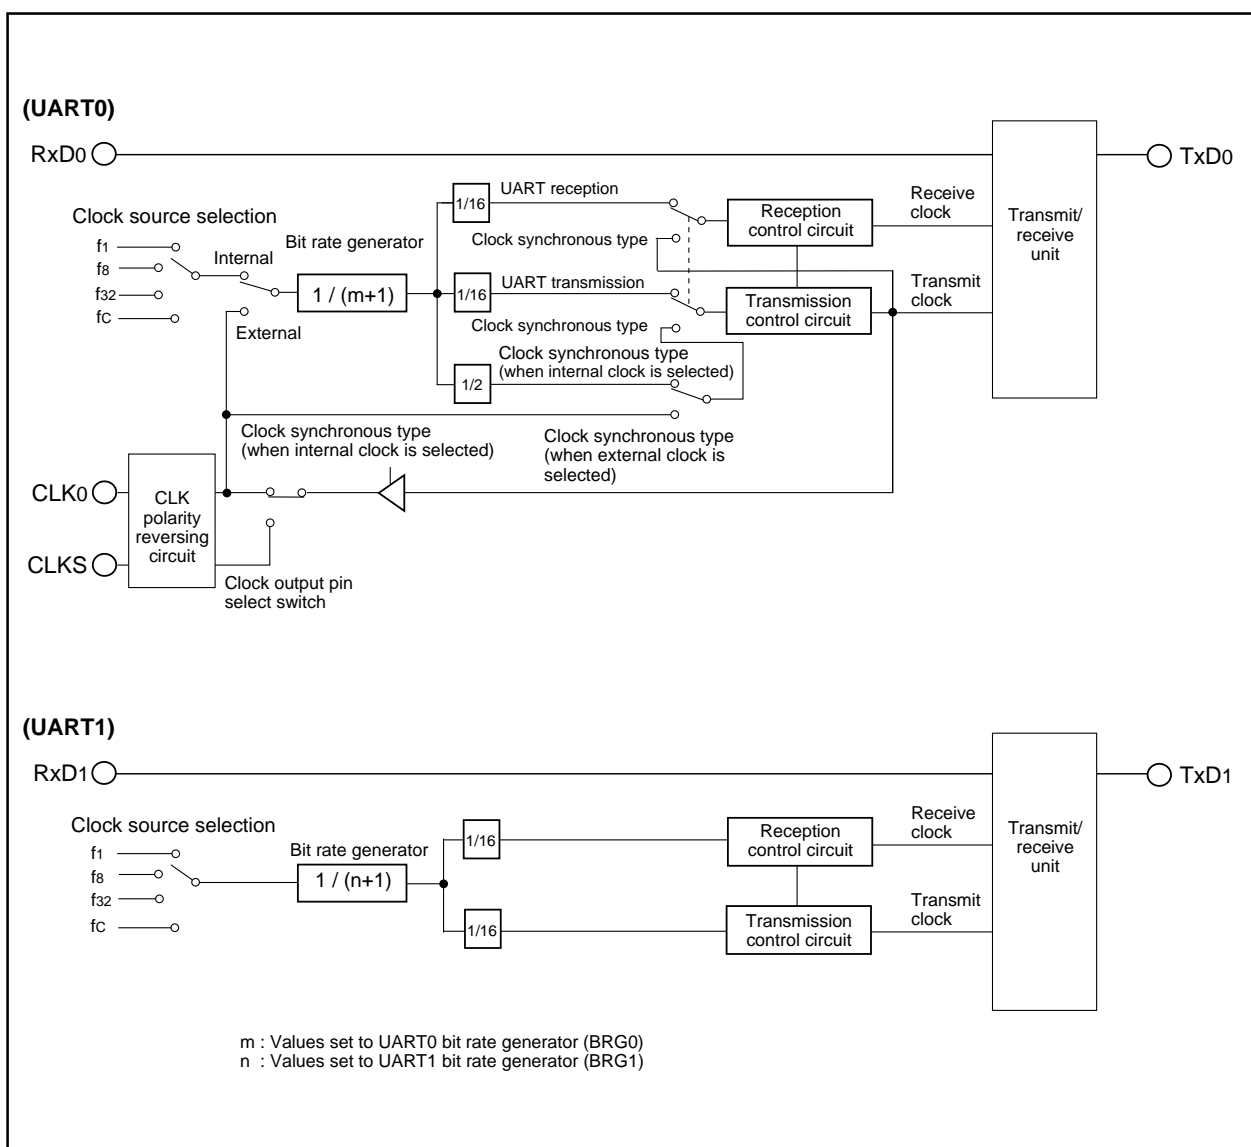 (UART0)
RxD0
TxD0
Clock source selection
f1
f8
f32
fC
Internal
External
Bit rate generator
1 / (m+1)
1/16
UART reception
Clock synchronous type
1/16
UART transmission
Clock synchronous type
1/2
Clock synchronous type
(when internal clock is selected)
Reception
control circuit
Transmission
control circuit
Receive
clock
Transmit
clock
Transmit/
receive
unit
Clock synchronous type
(when internal clock is selected)
Clock synchronous type
(when external clock is
selected)
CLK0
CLKS
CLK
polarity
reversing
circuit
Clock output pin
select switch
(UART1)
RxD1
TxD1
Clock source selection
f1
f8
f32
fC
Bit rate generator
1 / (n+1)
1/16
1/16
Reception
control circuit
Transmission
control circuit
Receive
clock
Transmit
clock
Transmit/
receive
unit
m : Values set to UART0 bit rate generator (BRG0)
n : Values set to UART1 bit rate generator (BRG1)